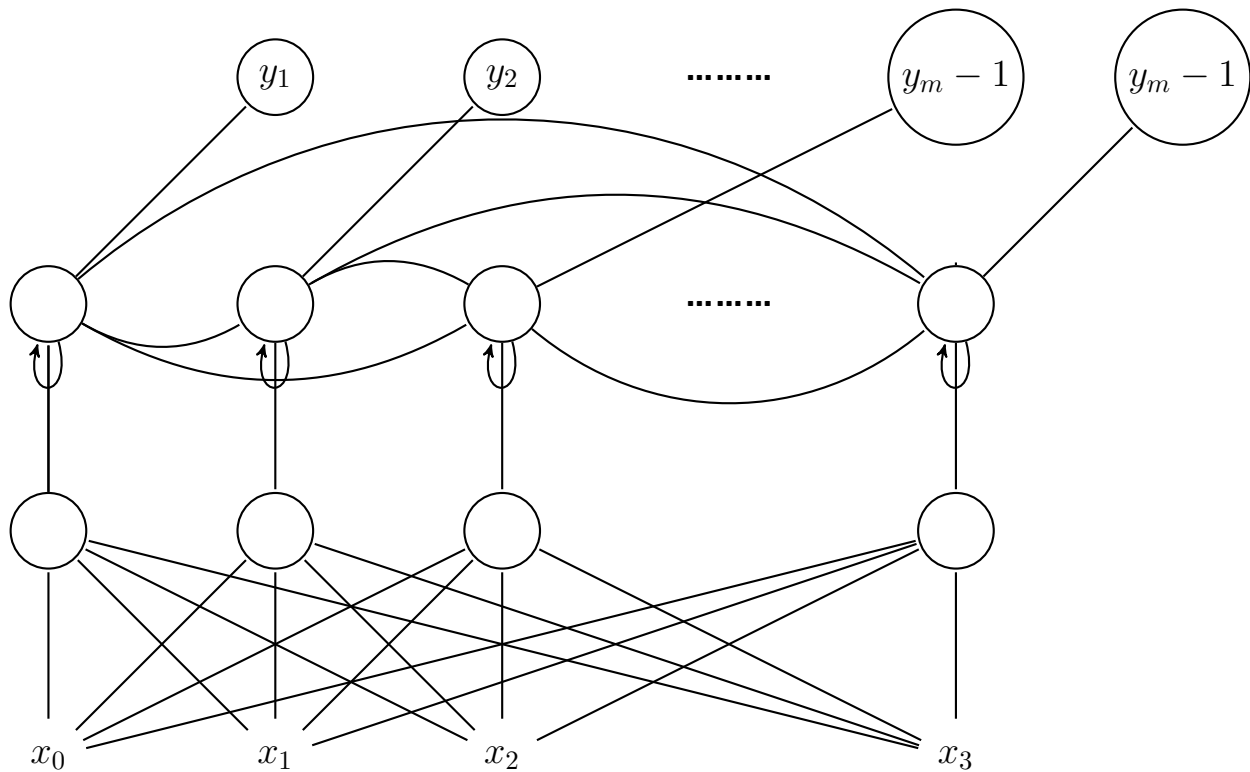 y₁ y₂ ……… yₘ − 1 yₘ − 1
………
x₀ x₁ x₂ x₃